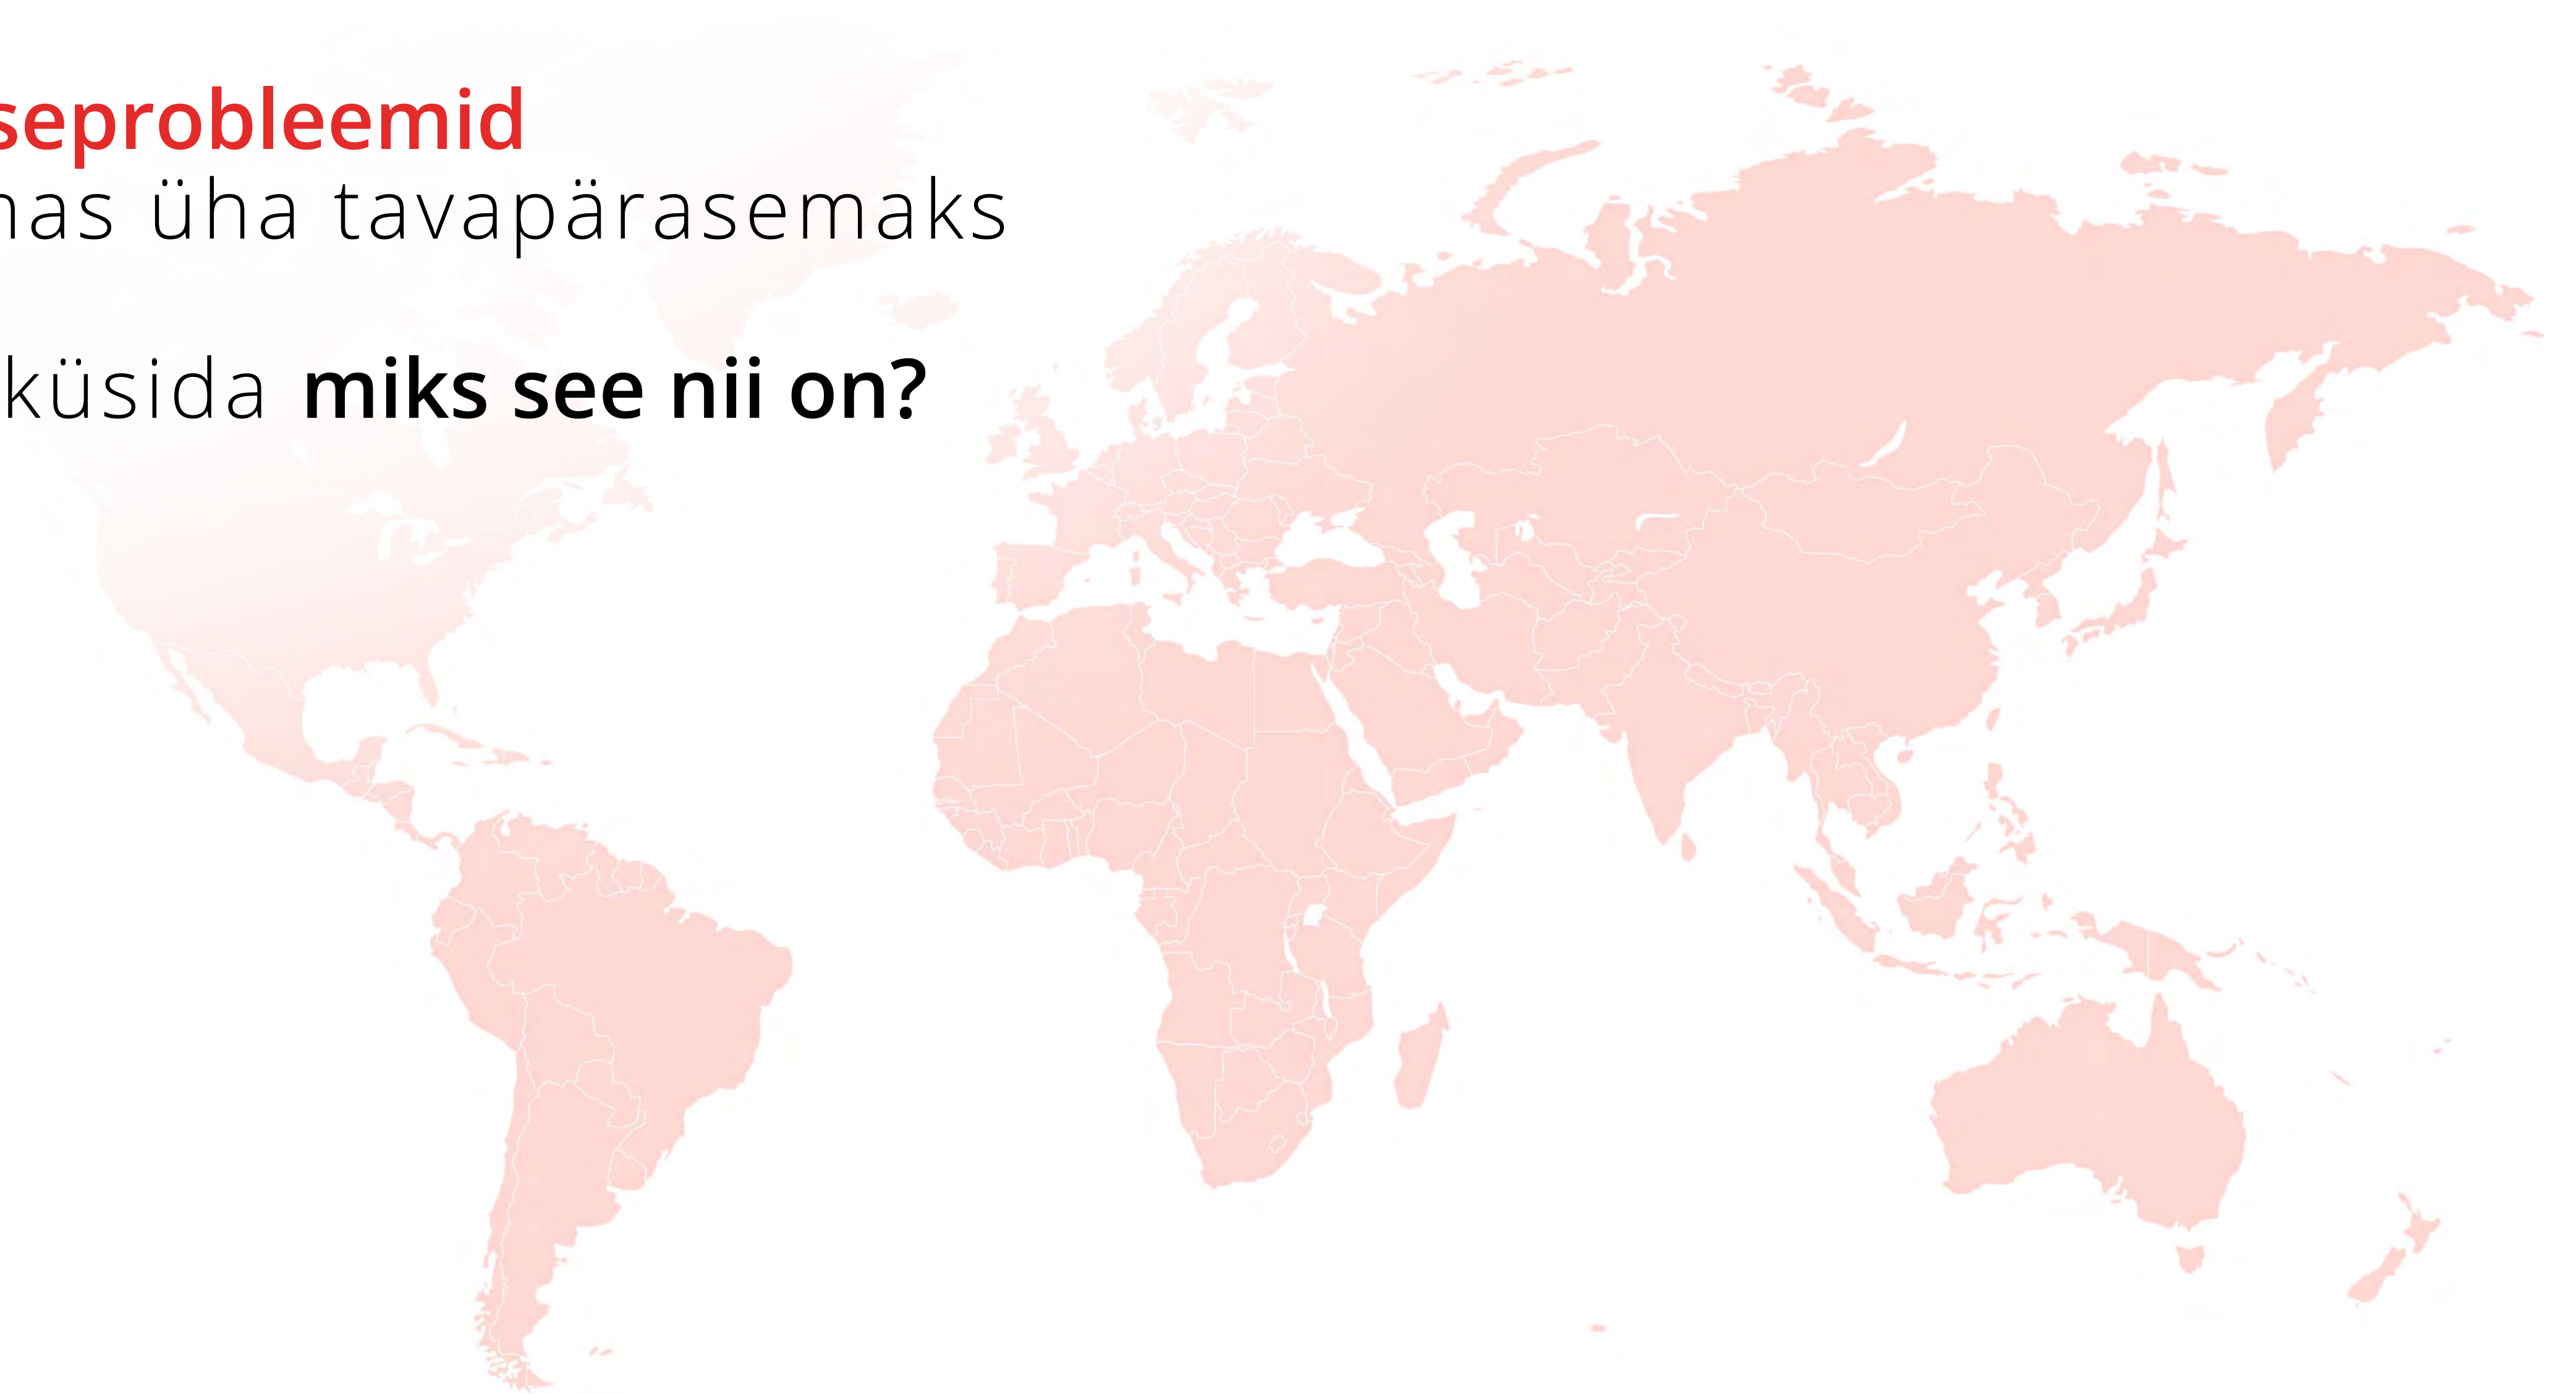 seprobleemid
nas üha tavapärasemaks
küsida miks see nii on?